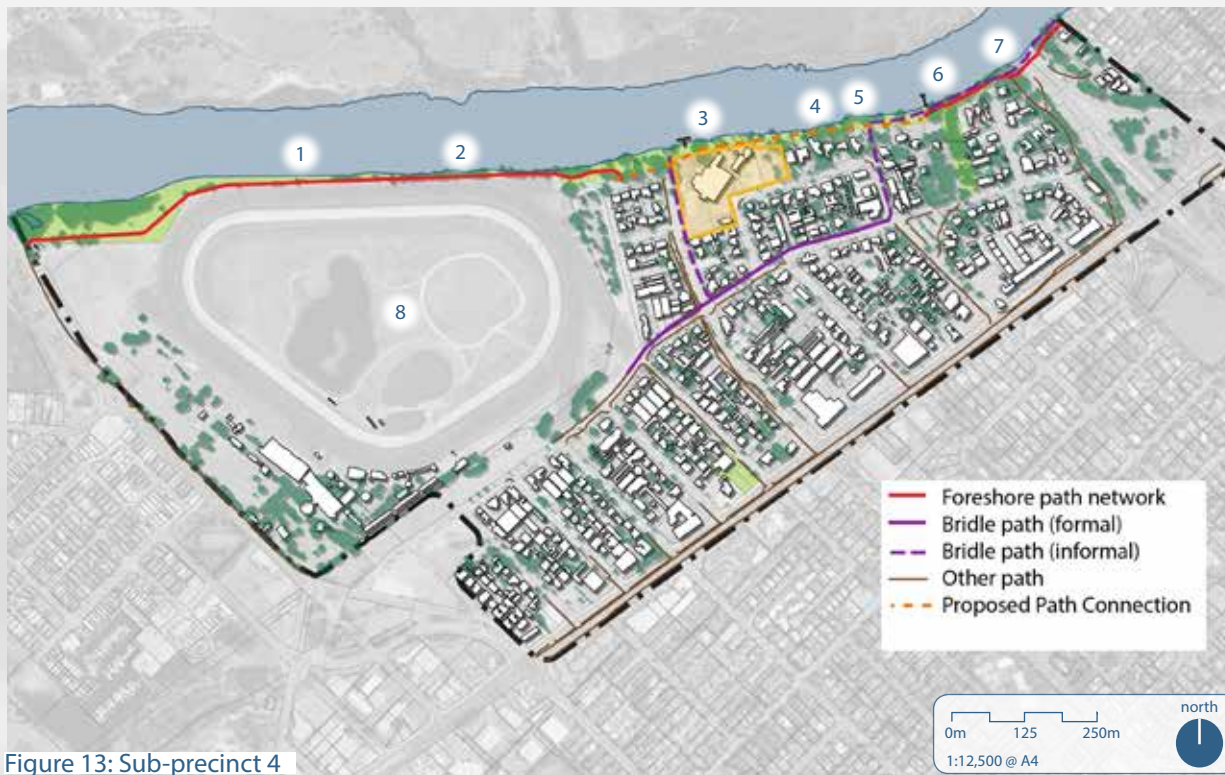 1
2
3
4
5
6
7
8
Foreshore path network
Bridle path (formal)
Bridle path (informal)
Other path
Proposed Path Connection
0m 125 250m
1:12,500 @ A4
north
Figure 13: Sub-precinct 4